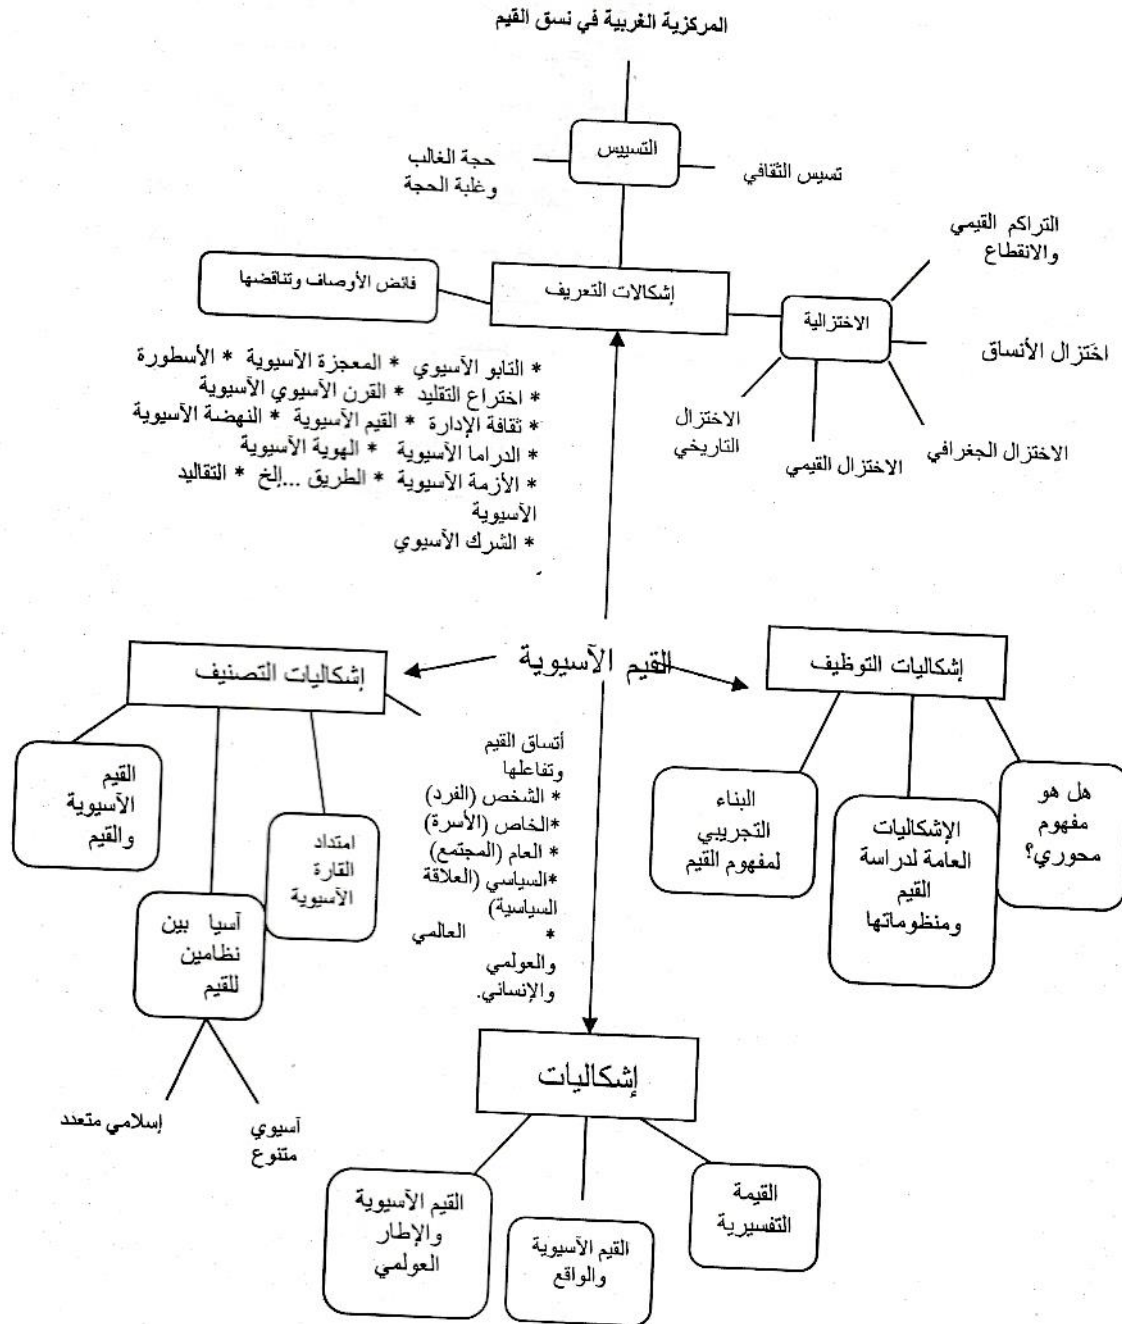 المركزية الغربية في نسق القيم
التسييس
حجة الغالب
وغلبة الحجة
تسيس الثقافي
التراكم القيمي
والانقطاع
فائض الأوصاف وتناقضها
إشكالات التعريف
الاختزالية
اختزال الأنساق
الاختزال
التاريخي
الاختزال القيمي
الاختزال الجغرافي
* التابو الآسيوي * المعجزة الآسيوية * الأسطورة
* اختراع التقليد * القرن الآسيوي الآسيوية
* ثقافة الإدارة * القيم الآسيوية * النهضة الآسيوية
* الدراما الآسيوية * الهوية الآسيوية
* الأزمة الآسيوية * الطريق ...إلخ * التقاليد
الآسيوية
* الشرك الآسيوي
القيم الآسيوية
إشكاليات التوظيف
هل هو
مفهوم
محوري؟
الإشكاليات
العامة لدراسة
القيم
ومنظوماتها
البناء
التجريبي
لمفهوم القيم
إشكاليات التصنيف
أتساق القيم
وتفاعلها
* الشخص (الفرد)
*الخاص (الأسرة)
* العام (المجتمع)
*السياسي (العلاقة
السياسية)
* العالمي
والعولمي
والإنساني.
امتداد
القارة
الآسيوية
آسيا بين
نظامين
للقيم
القيم
الآسيوية
والقيم
آسيوي
متنوع
إسلامي متعدد
إشكاليات
القيمة
التفسيرية
القيم الآسيوية
والواقع
القيم الآسيوية
والإطار
العولمي